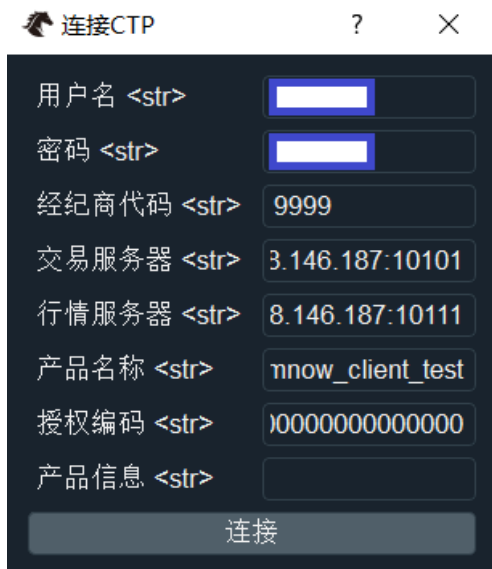 连接CTP ? ×
用户名 <str>
密码 <str>
经纪商代码 <str> 9999
交易服务器 <str> 8.146.187:10101
行情服务器 <str> 8.146.187:10111
产品名称 <str> mnow_client_test
授权编码 <str> 00000000000000
产品信息 <str>
连接